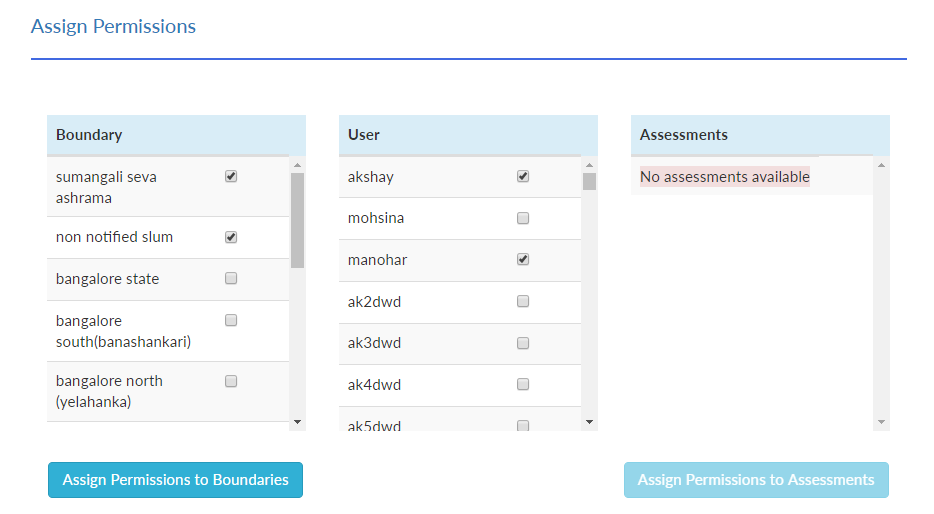 Assign Permissions
Boundary
sumangali seva
ashrama
non notified slum
bangalore state
bangalore
south(banashankari)
bangalore north
(yelahanka)
User
akshay
mohsina
manohar
ak2dwd
ak3dwd
ak4dwd
ak5dwd
Assessments
No assessments available
Assign Permissions to Boundaries
Assign Permissions to Assessments